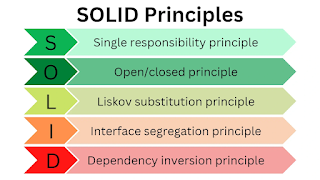 SOLID Principles
S Single responsibility principle
O Open/closed principle
L Liskov substitution principle
I Interface segregation principle
D Dependency inversion principle